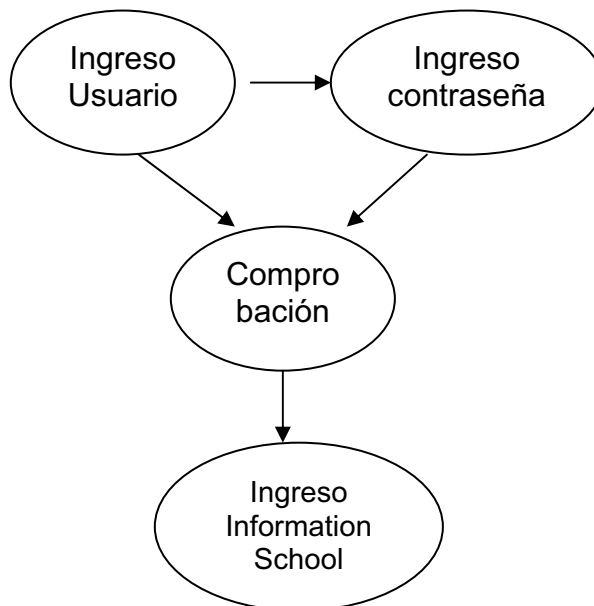 Ingreso
Usuario
Ingreso
contraseña
Compro
bación
Ingreso
Information
School